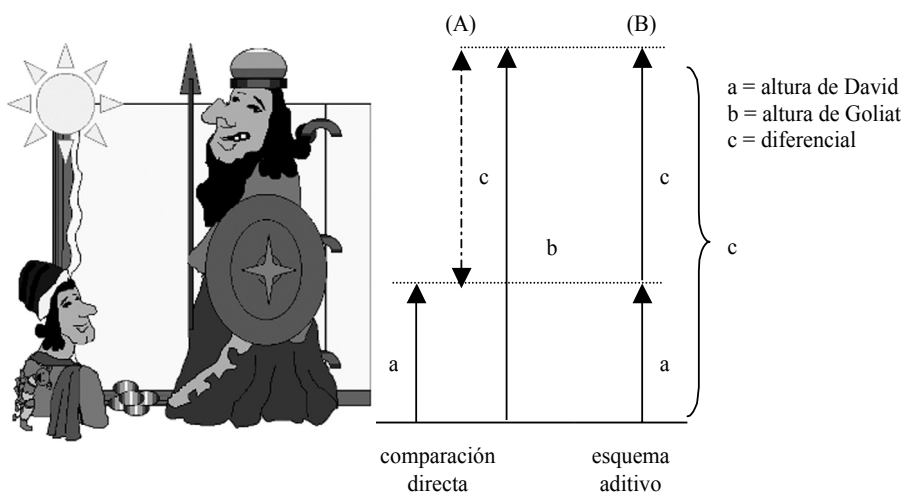 (A)
(B)
a = altura de David
b = altura de Goliat
c = diferencial
c
c
b
c
a
a
comparación
directa
esquema
aditivo